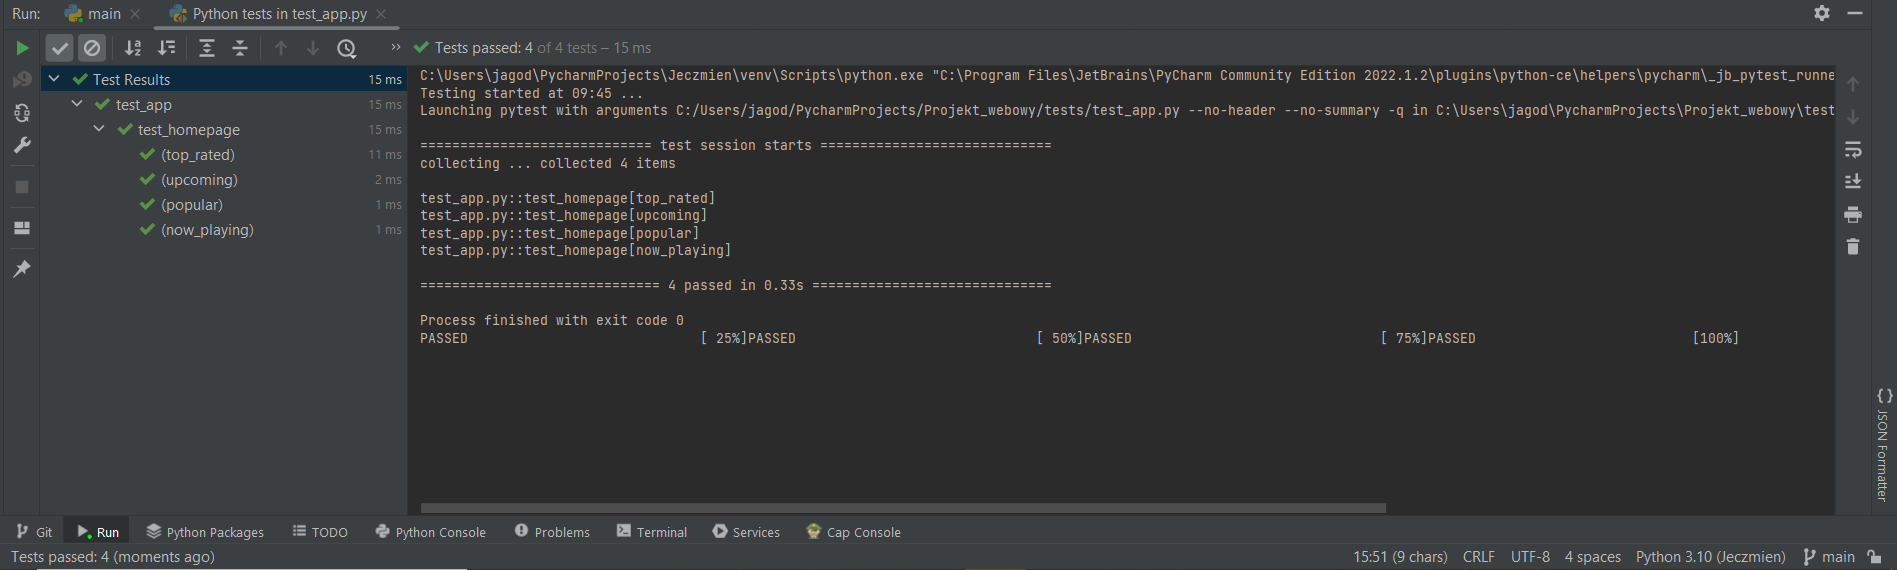 Run: main Python tests in test_app.py
Tests passed: 4 of 4 tests – 15 ms
Test Results 15 ms
test_app 15 ms
test_homepage 15 ms
(top_rated) 11 ms
(upcoming) 2 ms
(popular) 1 ms
(now_playing) 1 ms
C:\Users\jagod\PycharmProjects\Jeczmien\venv\Scripts\python.exe "C:\Program Files\JetBrains\PyCharm Community Edition 2022.1.2\plugins\python-ce\helpers\pycharm\_jb_pytest_runne
Testing started at 09:45 ...
Launching pytest with arguments C:/Users/jagod/PycharmProjects/Projekt_webowy/tests/test_app.py --no-header --no-summary -q in C:\Users\jagod\PycharmProjects\Projekt_webowy\test
============================= test session starts =============================
collecting ... collected 4 items
test_app.py::test_homepage[top_rated]
test_app.py::test_homepage[upcoming]
test_app.py::test_homepage[popular]
test_app.py::test_homepage[now_playing]
============================== 4 passed in 0.33s ==============================
Process finished with exit code 0
PASSED [ 25%]PASSED [ 50%]PASSED [ 75%]PASSED [100%]
JSON Formatter
Git Run Python Packages TODO Python Console Problems Terminal Services Cap Console
Tests passed: 4 (moments ago) 15:51 (9 chars) CRLF UTF-8 4 spaces Python 3.10 (Jeczmien) main